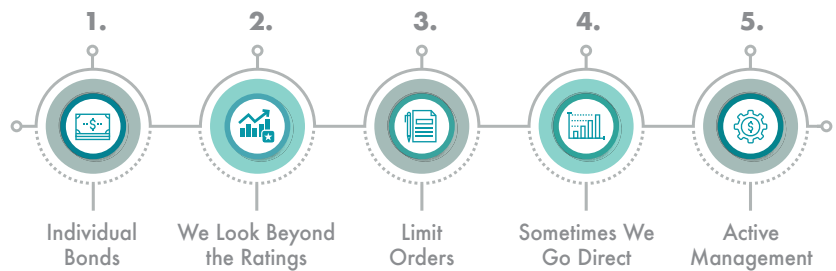 1.
2.
3.
4.
5.
$
$
Individual
Bonds
We Look Beyond
the Ratings
Limit
Orders
Sometimes We
Go Direct
Active
Management